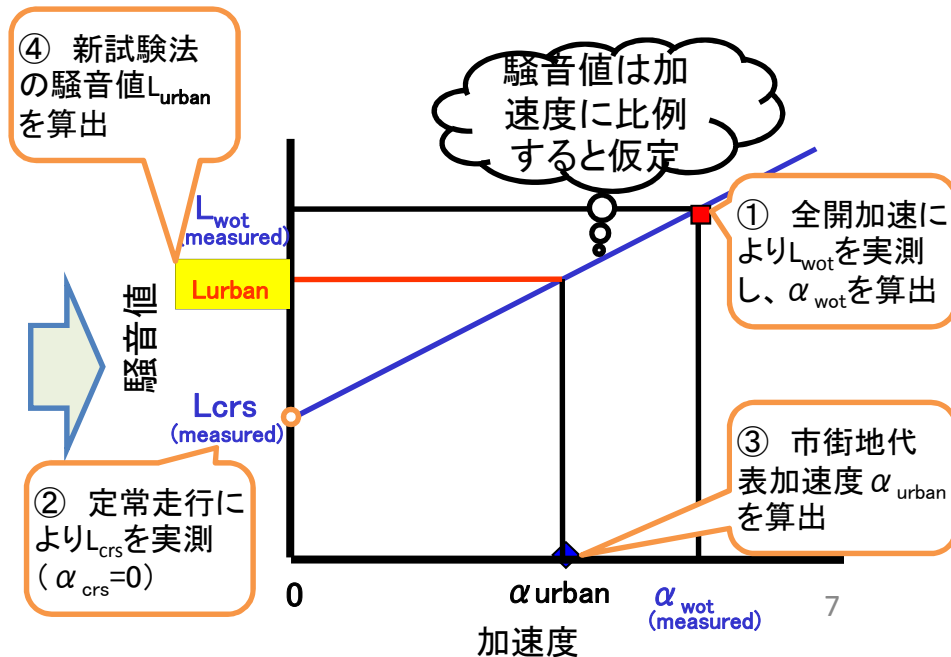 ④ 新試験法
の騒音値Lurban
を算出
騒音値は加
速度に比例
すると仮定
① 全開加速に
よりLwotを実測
し、αwotを算出
Lwot
(measured)
Lurban
騒音値
Lcrs
(measured)
② 定常走行に
よりLcrsを実測
(αcrs=0)
③ 市街地代
表加速度αurban
を算出
0
αurban
αwot
(measured)
7
加速度